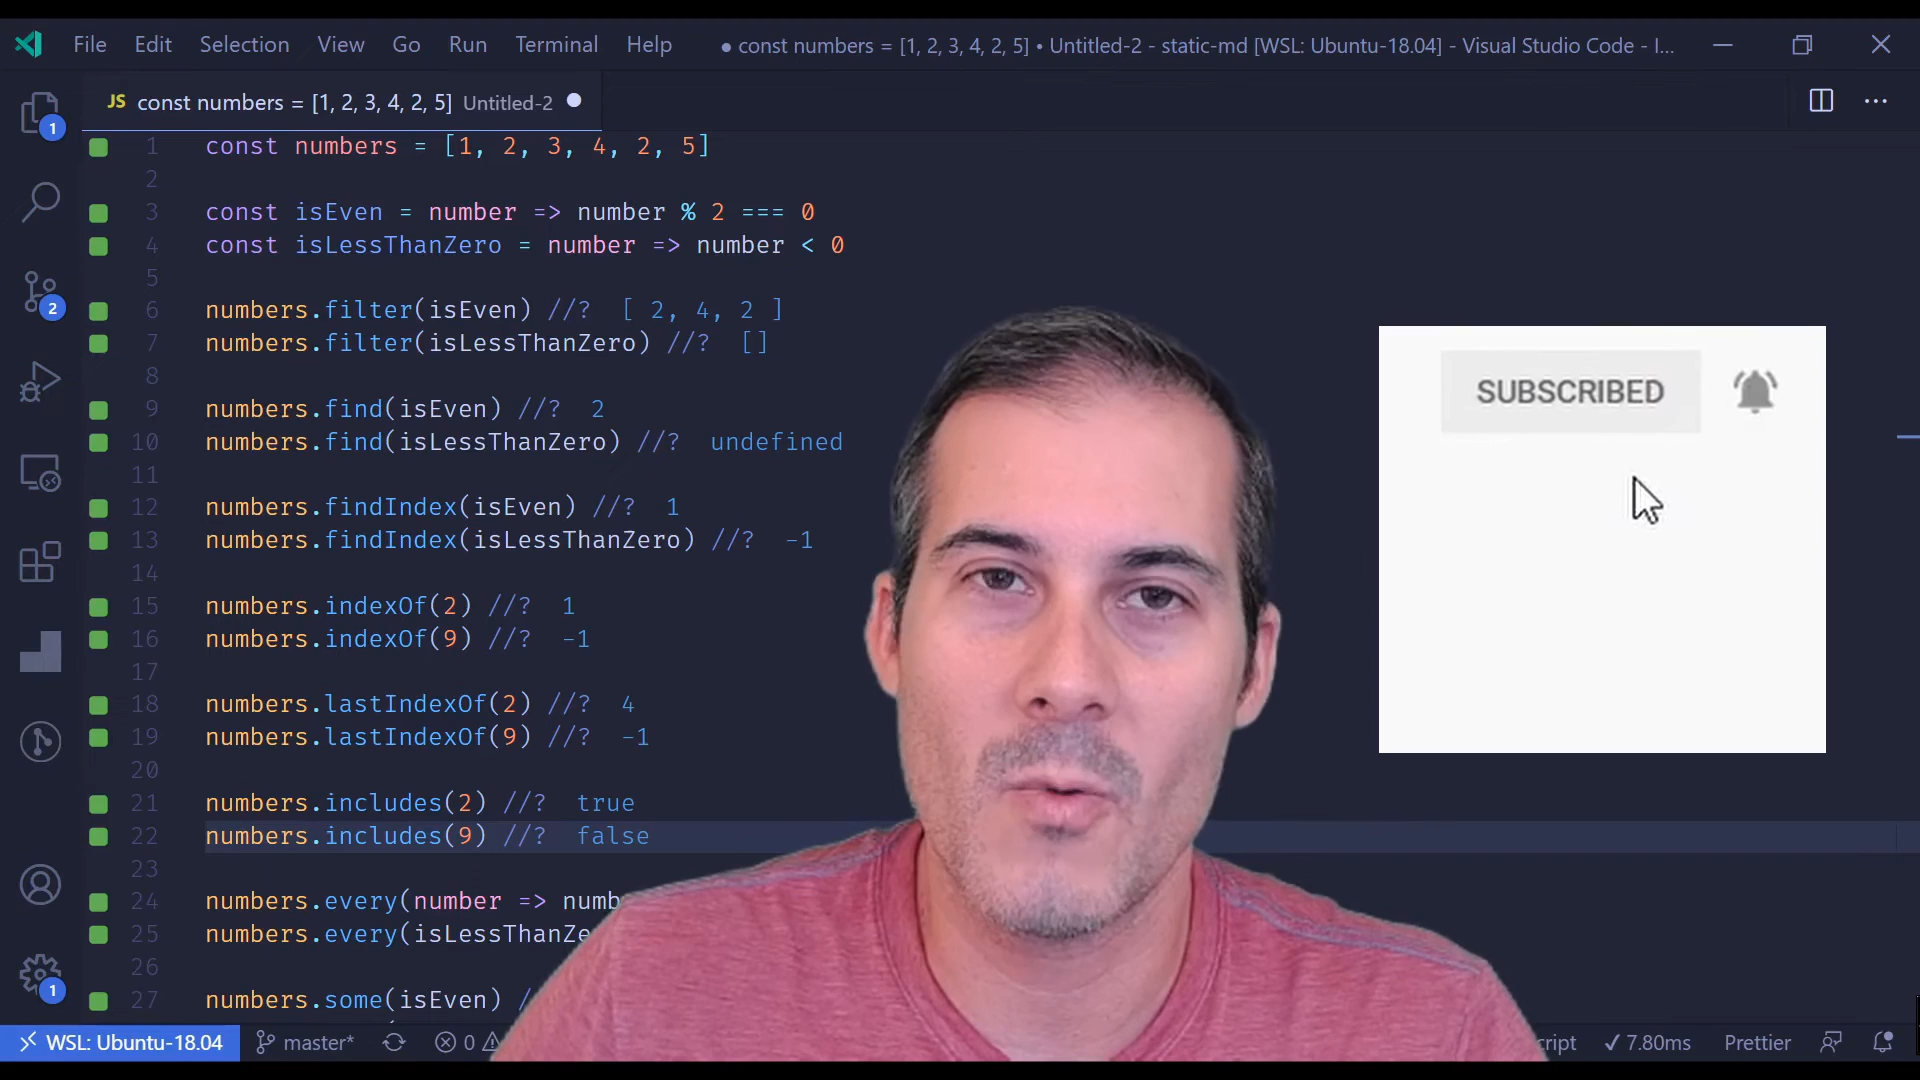 File Edit Selection View Go Run Terminal Help ● const numbers = [1, 2, 3, 4, 2, 5] • Untitled-2 - static-md [WSL: Ubuntu-18.04] - Visual Studio Code - I...
JS const numbers = [1, 2, 3, 4, 2, 5] Untitled-2
1 const numbers = [1, 2, 3, 4, 2, 5]
2
3 const isEven = number => number % 2 === 0
4 const isLessThanZero = number => number < 0
5
6 numbers.filter(isEven) //? [ 2, 4, 2 ]
7 numbers.filter(isLessThanZero) //? []
8
9 numbers.find(isEven) //? 2
10 numbers.find(isLessThanZero) //? undefined
11
12 numbers.findIndex(isEven) //? 1
13 numbers.findIndex(isLessThanZero) //? -1
14
15 numbers.indexOf(2) //? 1
16 numbers.indexOf(9) //? -1
17
18 numbers.lastIndexOf(2) //? 4
19 numbers.lastIndexOf(9) //? -1
20
21 numbers.includes(2) //? true
22 numbers.includes(9) //? false
23
24 numbers.every(number => numb
25 numbers.every(isLessThanZe
26
27 numbers.some(isEven) /
SUBSCRIBED
1
2
1
WSL: Ubuntu-18.04 master* 0 cript ✓ 7.80ms Prettier